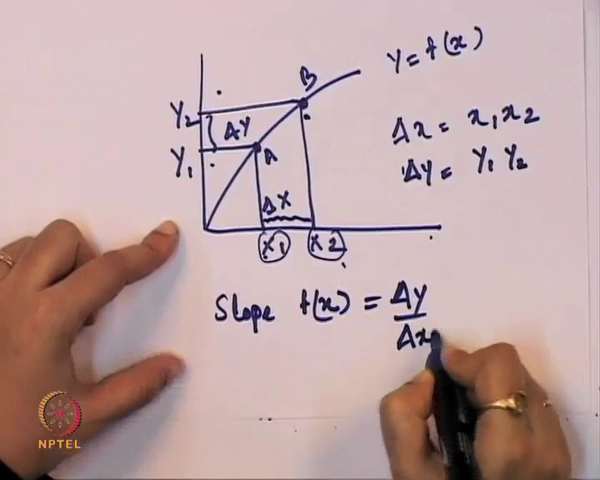 Y = f(x)
B
Y2
ΔY
Δx = x1 x2
Y1
A
ΔY = Y1 Y2
ΔX
X1 X2
Slope f(x) = ΔY
Δx
NPTEL